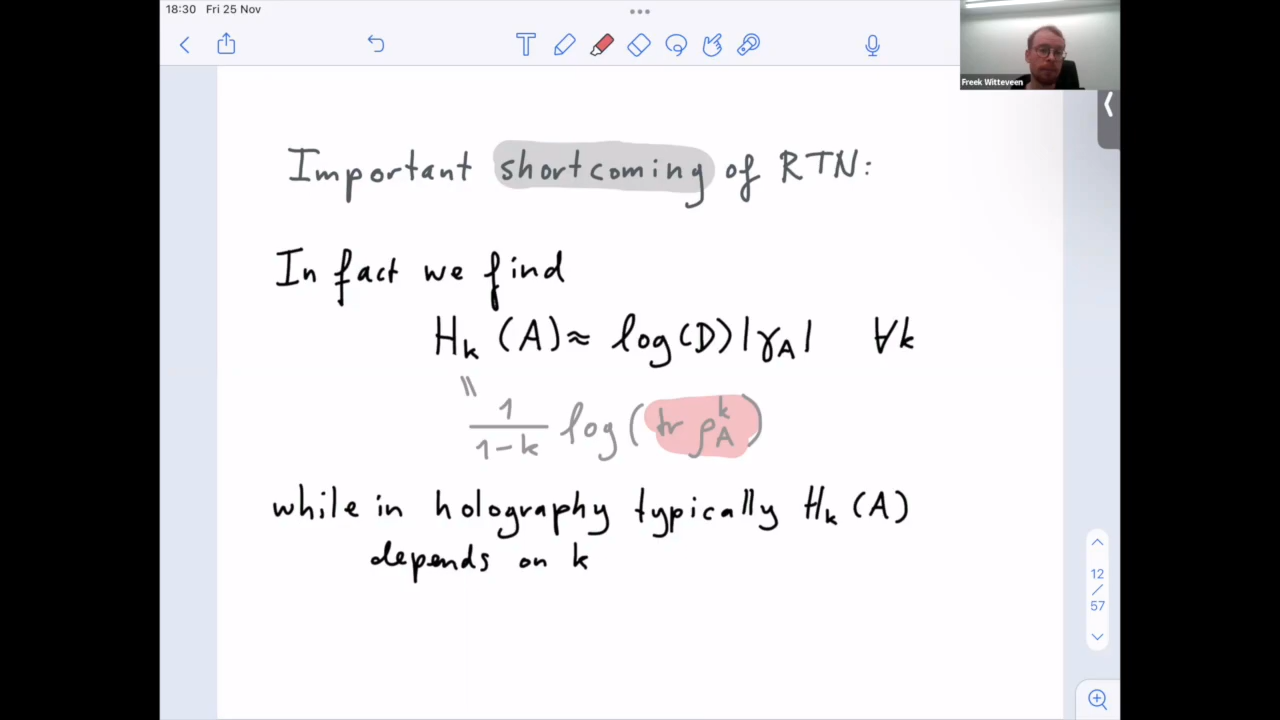 18:30 Fri 25 Nov
Freek Witteveen
Important shortcoming of RTN:
In fact we find
H_k (A) ≈ log(D) |γ_A| ∀k
=
1/(1-k) log(tr ρ_A^k)
while in holography typically H_k (A)
depends on k
12
/
57